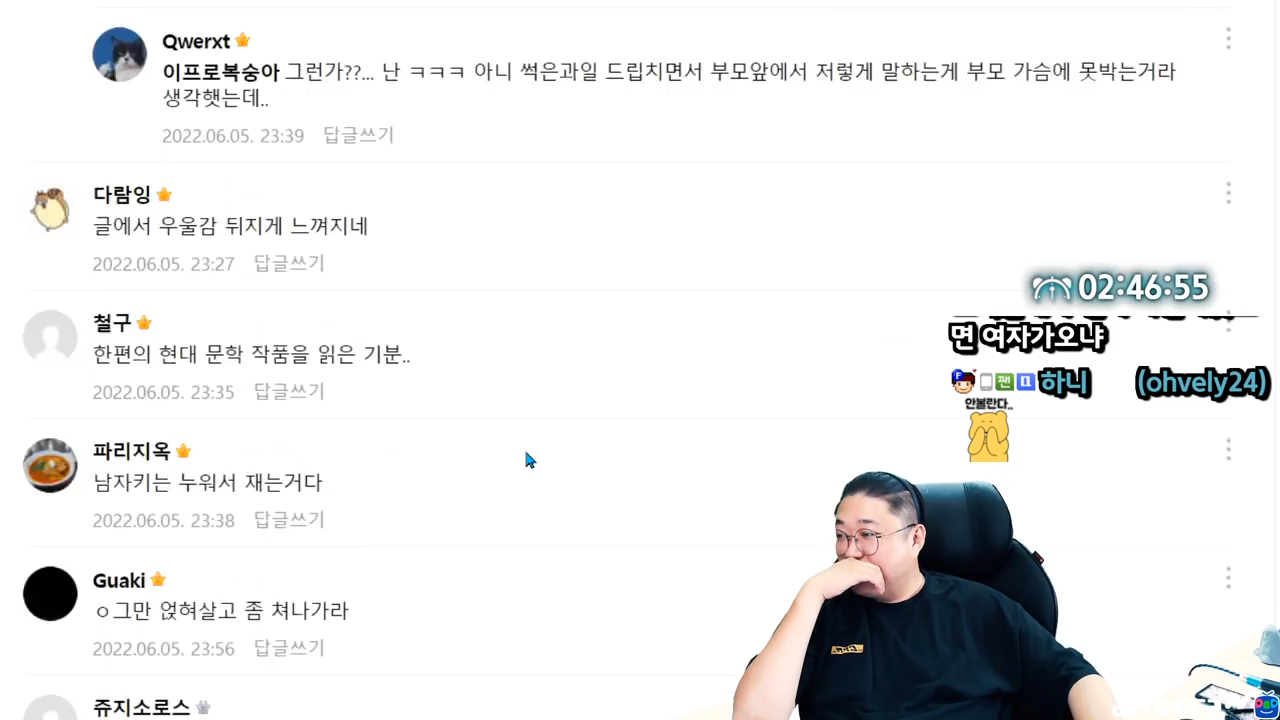 Qwerxt
이프로복숭아 그런가??... 난 ㅋㅋㅋ 아니 썩은과일 드립치면서 부모앞에서 저렇게 말하는게 부모 가슴에 못박는거라
생각햇는데..
2022.06.05. 23:39 답글쓰기
다람잉
글에서 우울감 뒤지게 느껴지네
2022.06.05. 23:27 답글쓰기
02:46:55
철구
한편의 현대 문학 작품을 읽은 기분..
2022.06.05. 23:35 답글쓰기
면 여자가오냐
하니 (ohvely24)
안볼란다..
파리지옥
남자키는 누워서 재는거다
2022.06.05. 23:38 답글쓰기
Guaki
ㅇ그만 얹혀살고 좀 쳐나가라
2022.06.05. 23:56 답글쓰기
쥬지소로스